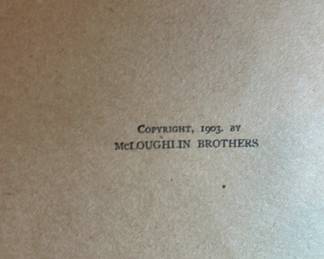 Copyright, 1903. by
McLOUGHLIN BROTHERS